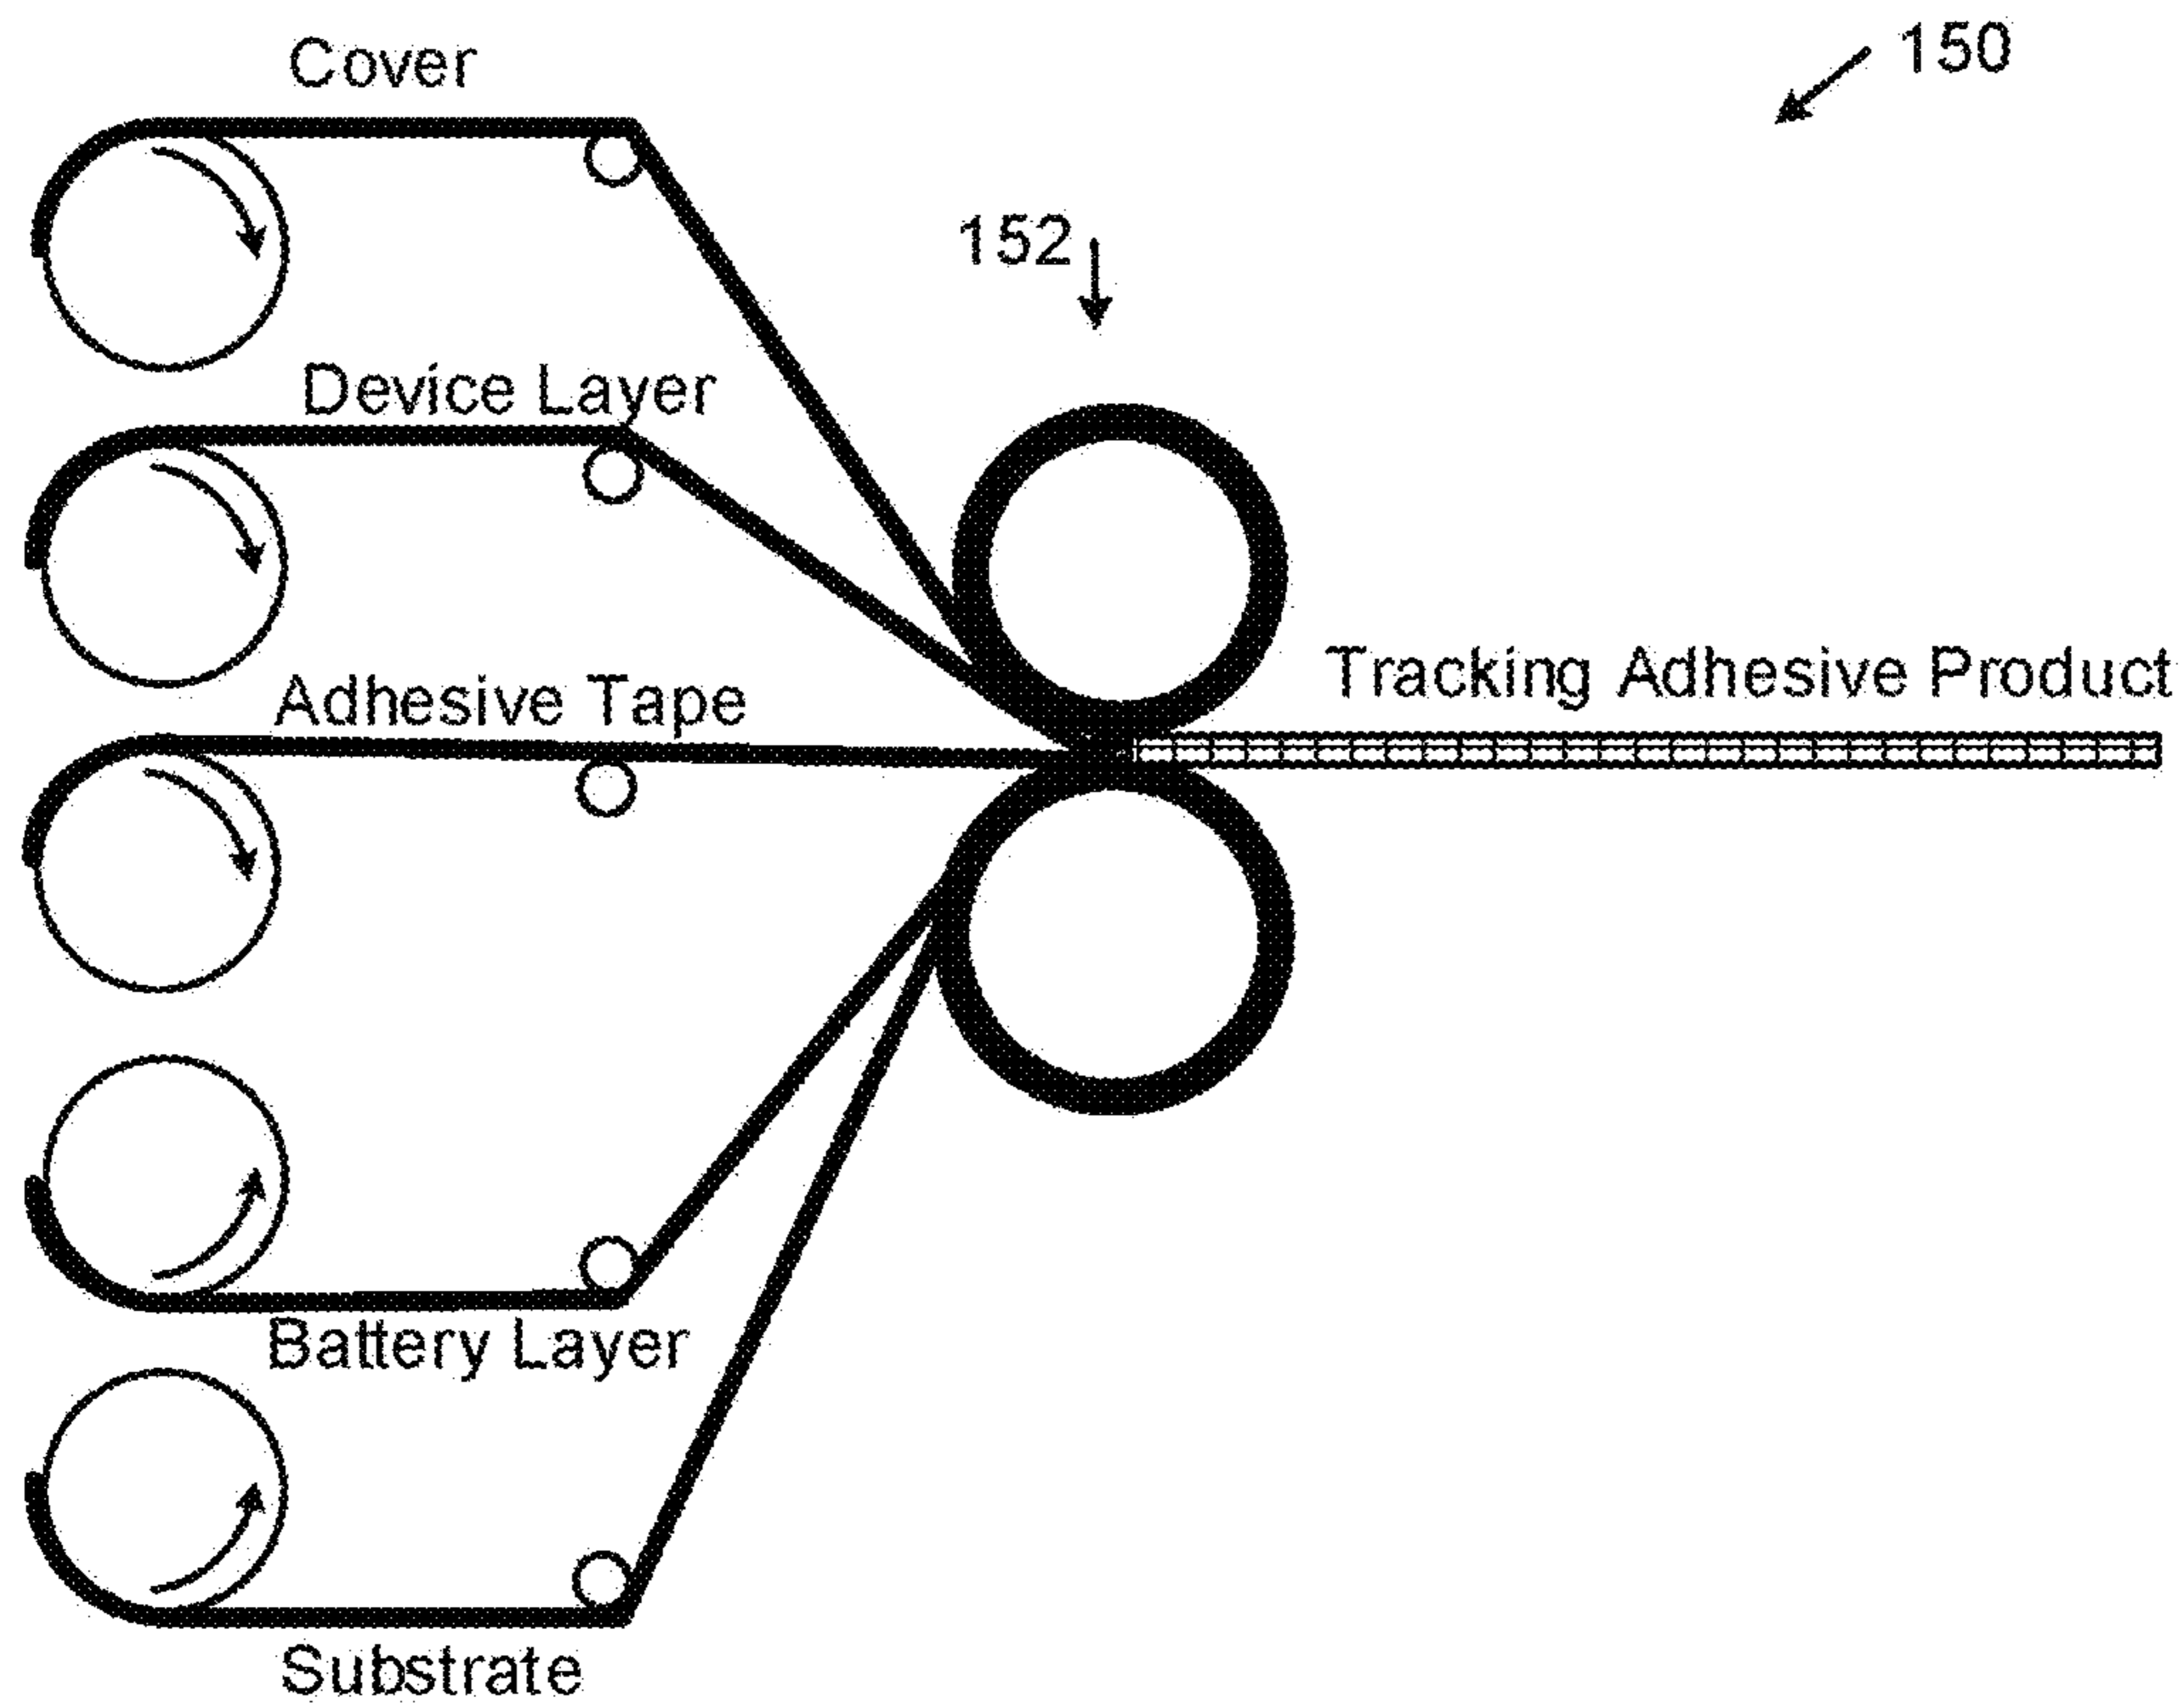 Cover
150
152
Device Layer
Adhesive Tape
Tracking Adhesive Product
Battery Layer
Substrate